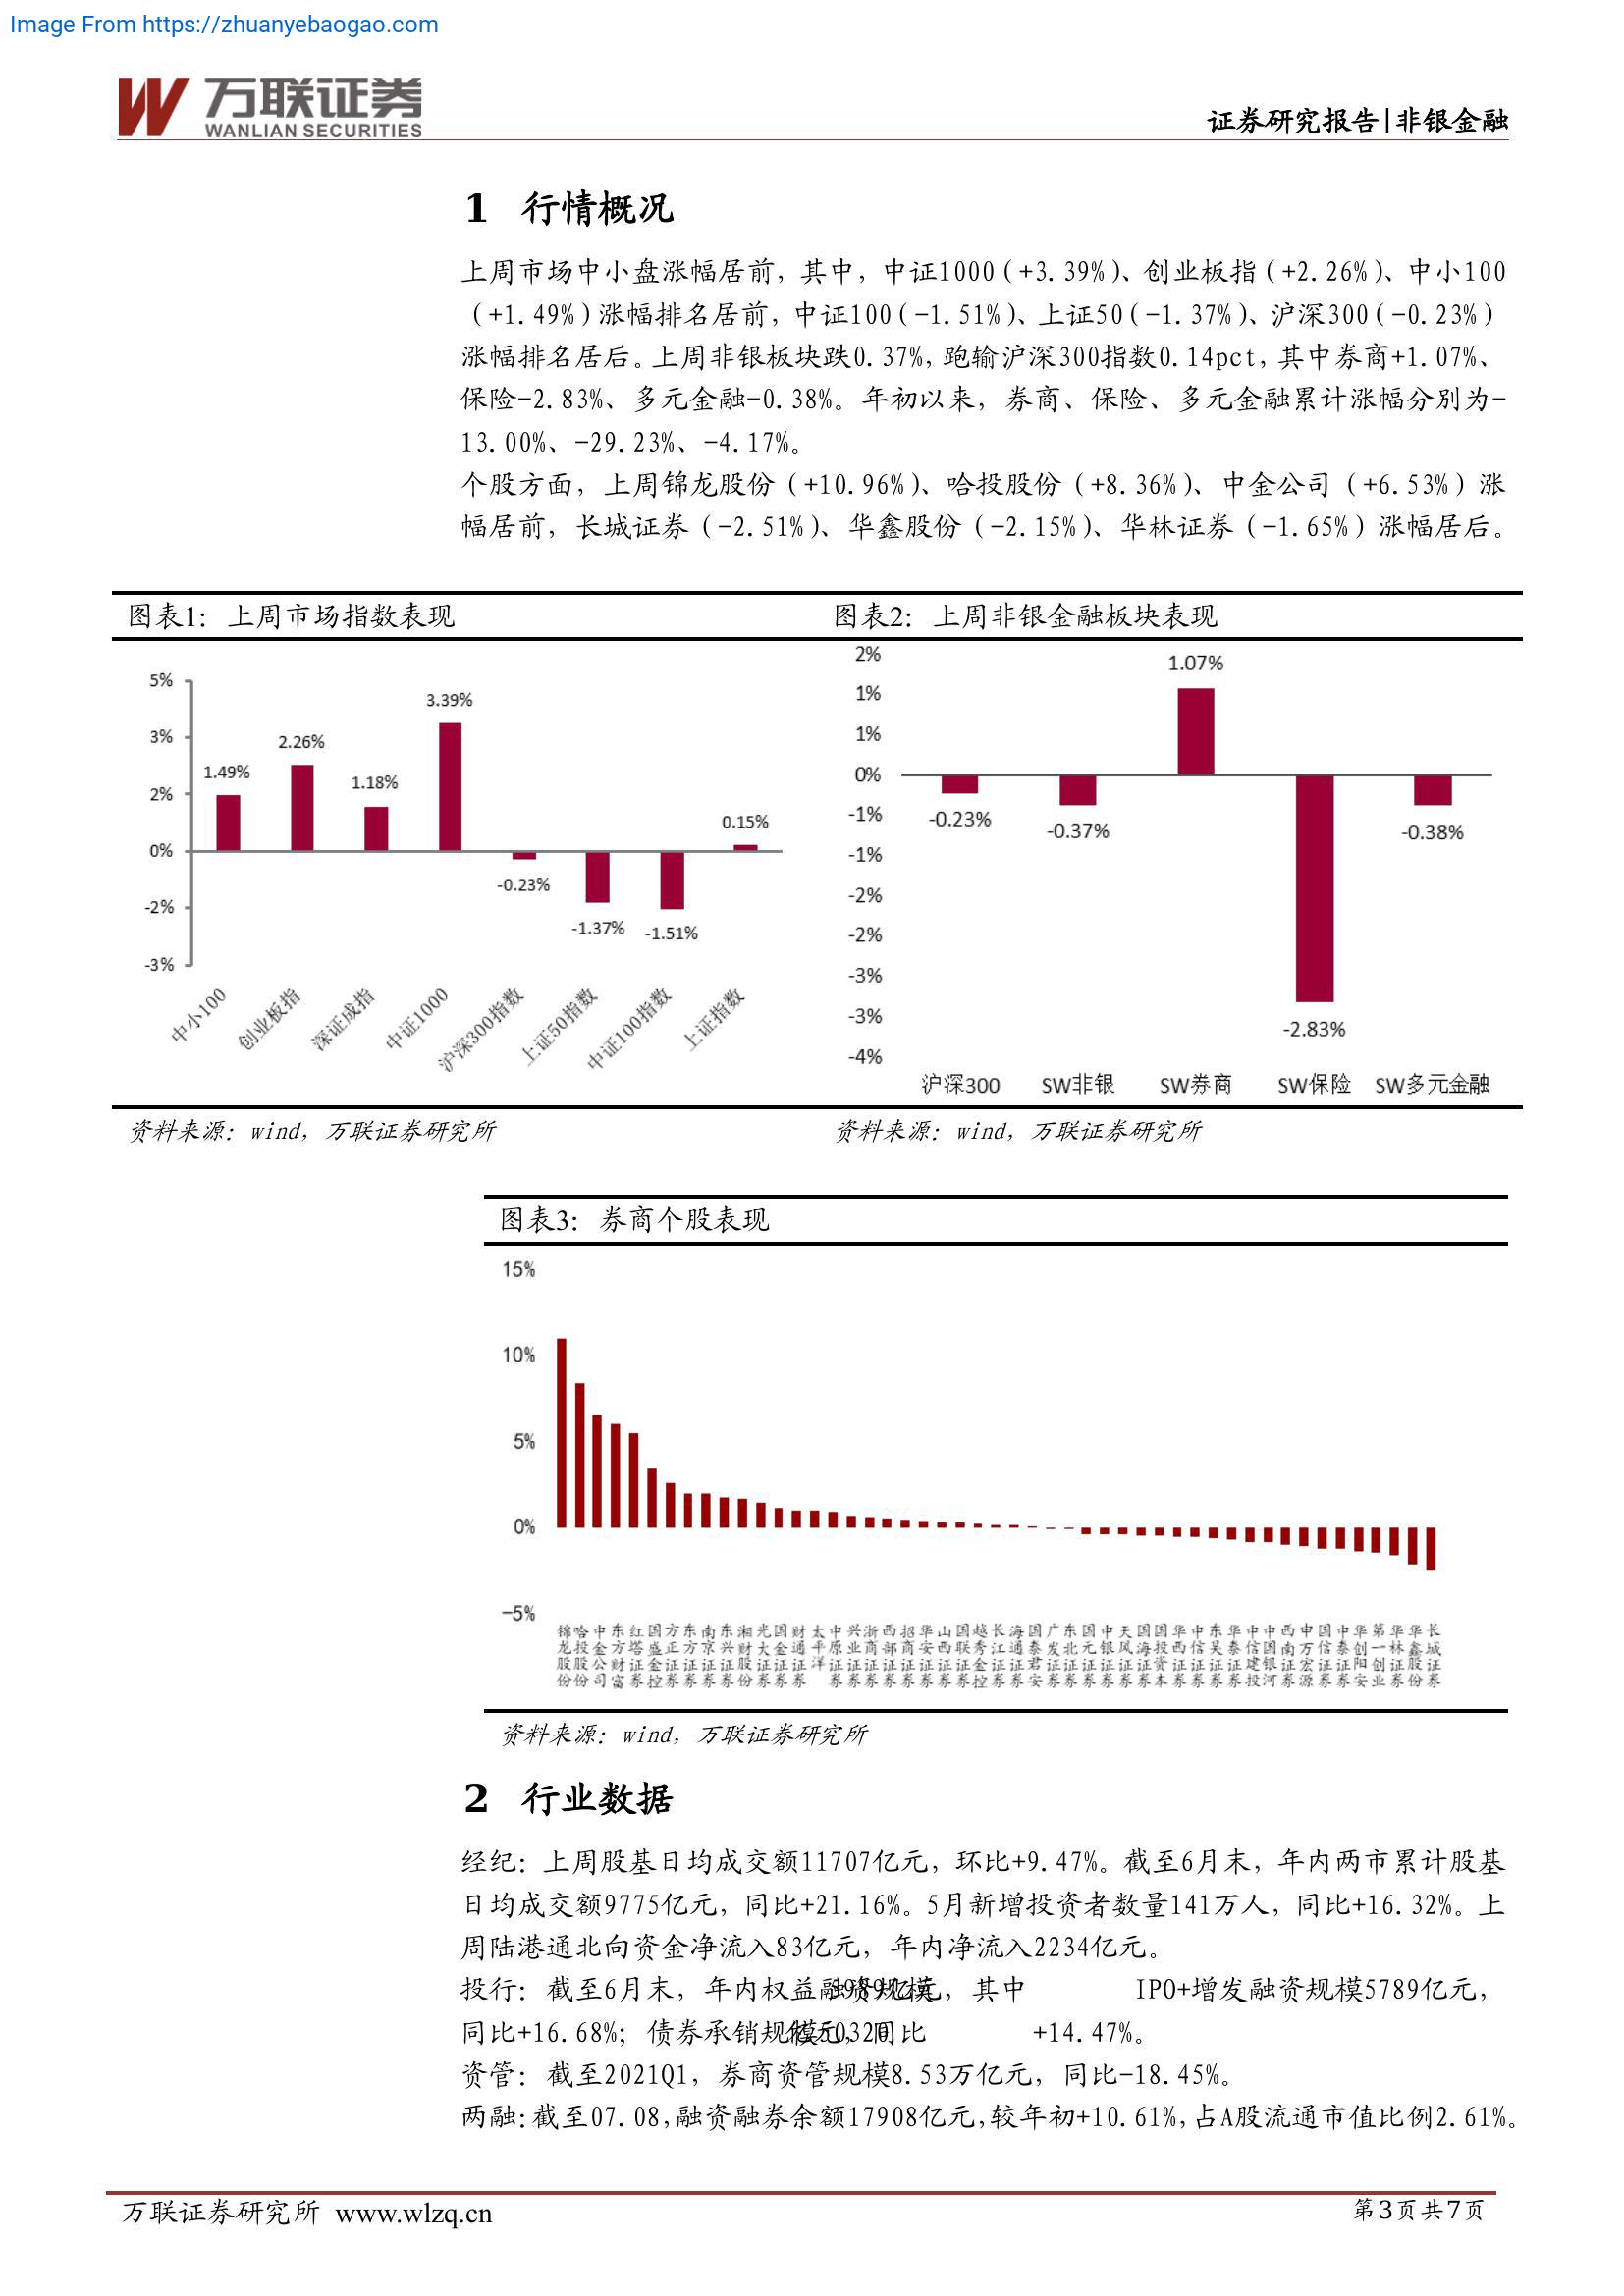 Image From https://zhuanyebaogao.com
万联证券
WANLIAN SECURITIES
证券研究报告|非银金融
1 行情概况
上周市场中小盘涨幅居前，其中，中证1000（+3.39%）、创业板指（+2.26%）、中小100
（+1.49%）涨幅排名居前，中证100（-1.51%）、上证50（-1.37%）、沪深300（-0.23%）
涨幅排名居后。上周非银板块跌0.37%，跑输沪深300指数0.14pct，其中券商+1.07%、
保险-2.83%、多元金融-0.38%。年初以来，券商、保险、多元金融累计涨幅分别为-
13.00%、-29.23%、-4.17%。
个股方面，上周锦龙股份（+10.96%）、哈投股份（+8.36%）、中金公司（+6.53%）涨
幅居前，长城证券（-2.51%）、华鑫股份（-2.15%）、华林证券（-1.65%）涨幅居后。
图表1：上周市场指数表现
5%
3%
2%
0%
-2%
-3%
1.49%
2.26%
1.18%
3.39%
-0.23%
-1.37%
-1.51%
0.15%
中小100
创业板指
深证成指
中证1000
沪深300指数
上证50指数
中证100指数
上证指数
资料来源：wind，万联证券研究所
图表2：上周非银金融板块表现
2%
1%
1%
0%
-1%
-1%
-2%
-2%
-3%
-3%
-4%
-0.23%
-0.37%
1.07%
-2.83%
-0.38%
沪深300
SW非银
SW券商
SW保险
SW多元金融
资料来源：wind，万联证券研究所
图表3：券商个股表现
15%
10%
5%
0%
-5%
锦龙股份
哈投股份
中金公司
东方财富
红塔证券
国盛金控
方正证券
东方证券
南京证券
东兴证券
湘财股份
光大证券
国金证券
财通证券
太平洋
中原证券
兴业证券
浙商证券
西部证券
招商证券
华安证券
山西证券
国联证券
越秀金控
长江证券
海通证券
国泰君安
广发证券
东北证券
国元证券
中银证券
天风证券
国海证券
国投资本
华西证券
中信证券
东吴证券
华泰证券
中信建投
中国银河
西南证券
申万宏源
国信证券
中泰证券
华创阳安
第一创业
华林证券
华鑫股份
长城证券
资料来源：wind，万联证券研究所
2 行业数据
经纪：上周股基日均成交额11707亿元，环比+9.47%。截至6月末，年内两市累计股基
日均成交额9775亿元，同比+21.16%。5月新增投资者数量141万人，同比+16.32%。上
周陆港通北向资金净流入83亿元，年内净流入2234亿元。
投行：截至6月末，年内权益融资规模 亿元，其中 IPO+增发融资规模5789亿元，
同比+16.68%；债券承销规模 亿元，同比 +14.47%。
资管：截至2021Q1，券商资管规模8.53万亿元，同比-18.45%。
两融：截至07.08，融资融券余额17908亿元，较年初+10.61%，占A股流通市值比例2.61%。
万联证券研究所 www.wlzq.cn
第3页共7页